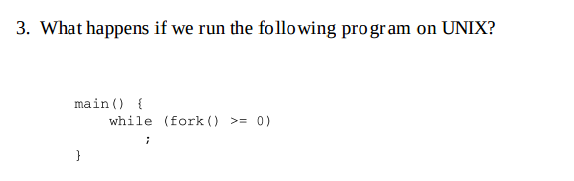 3. What happens if we run the following program on UNIX?
main() {
while (fork() >= 0)
;
}